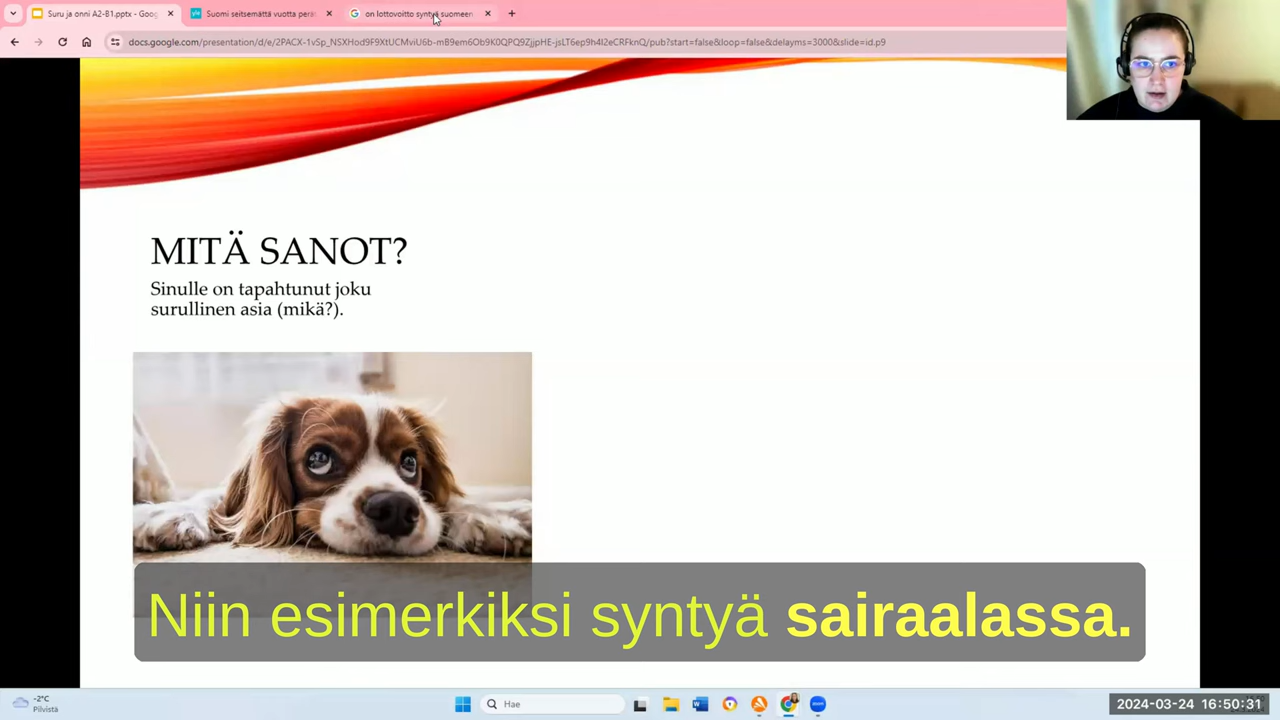 Suru ja onni A2-B1.pptx - Goog
Suomi seitsemättä vuotta perä
on lottovoitto syntyä suomeen
docs.google.com/presentation/d/e/2PACX-1vSp_NSXHod9F9XtUCMviU6b-mB9em6Ob9K0QPQ9ZjjpHE-jsLT6ep9h4I2eCRFknQ/pub?start=false&loop=false&delayms=3000&slide=id.p9
MITÄ SANOT?
Sinulle on tapahtunut joku
surullinen asia (mikä?).
Niin esimerkiksi syntyä sairaalassa.
-2°C
Pilvistä
Hae
2024-03-24 16:50:31